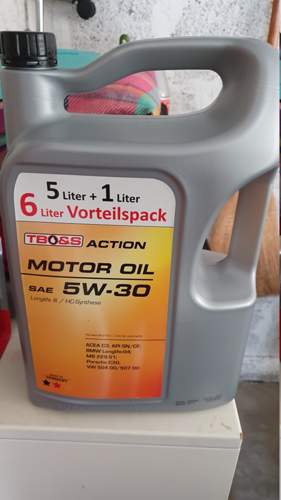 5 Liter + 1 Liter
6 Liter Vorteilspack
TBO&S ACTION
MOTOR OIL
SAE 5W-30
Longlife III / HC-Synthese
ACEA C3, API SN/CF,
BMW Longlife-04,
MB 229.51,
Porsche C30,
VW 504 00/507 00